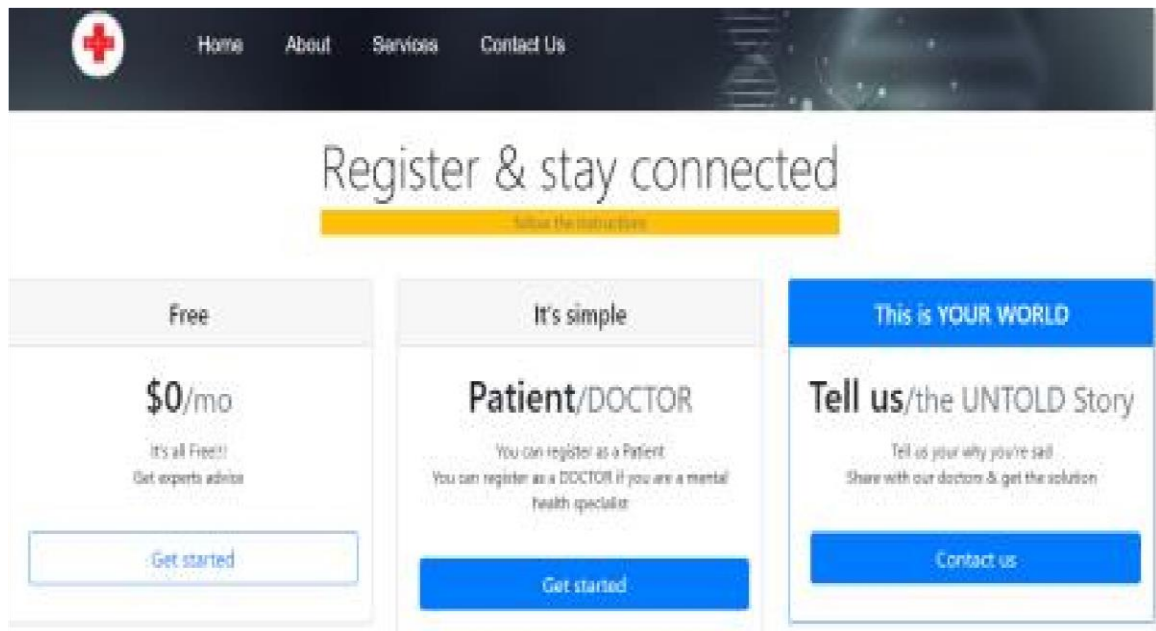 Home About Services Contact Us
Register & stay connected
follow the instructions
Free
$0/mo
It's all Free!!!
Get experts advice
Get started
It's simple
Patient/DOCTOR
You can register as a Patient
You can register as a DOCTOR if you are a mental
health specialist
Get started
This is YOUR WORLD
Tell us/the UNTOLD Story
Tell us your why you're sad
Share with our doctors & get the solution
Contact us